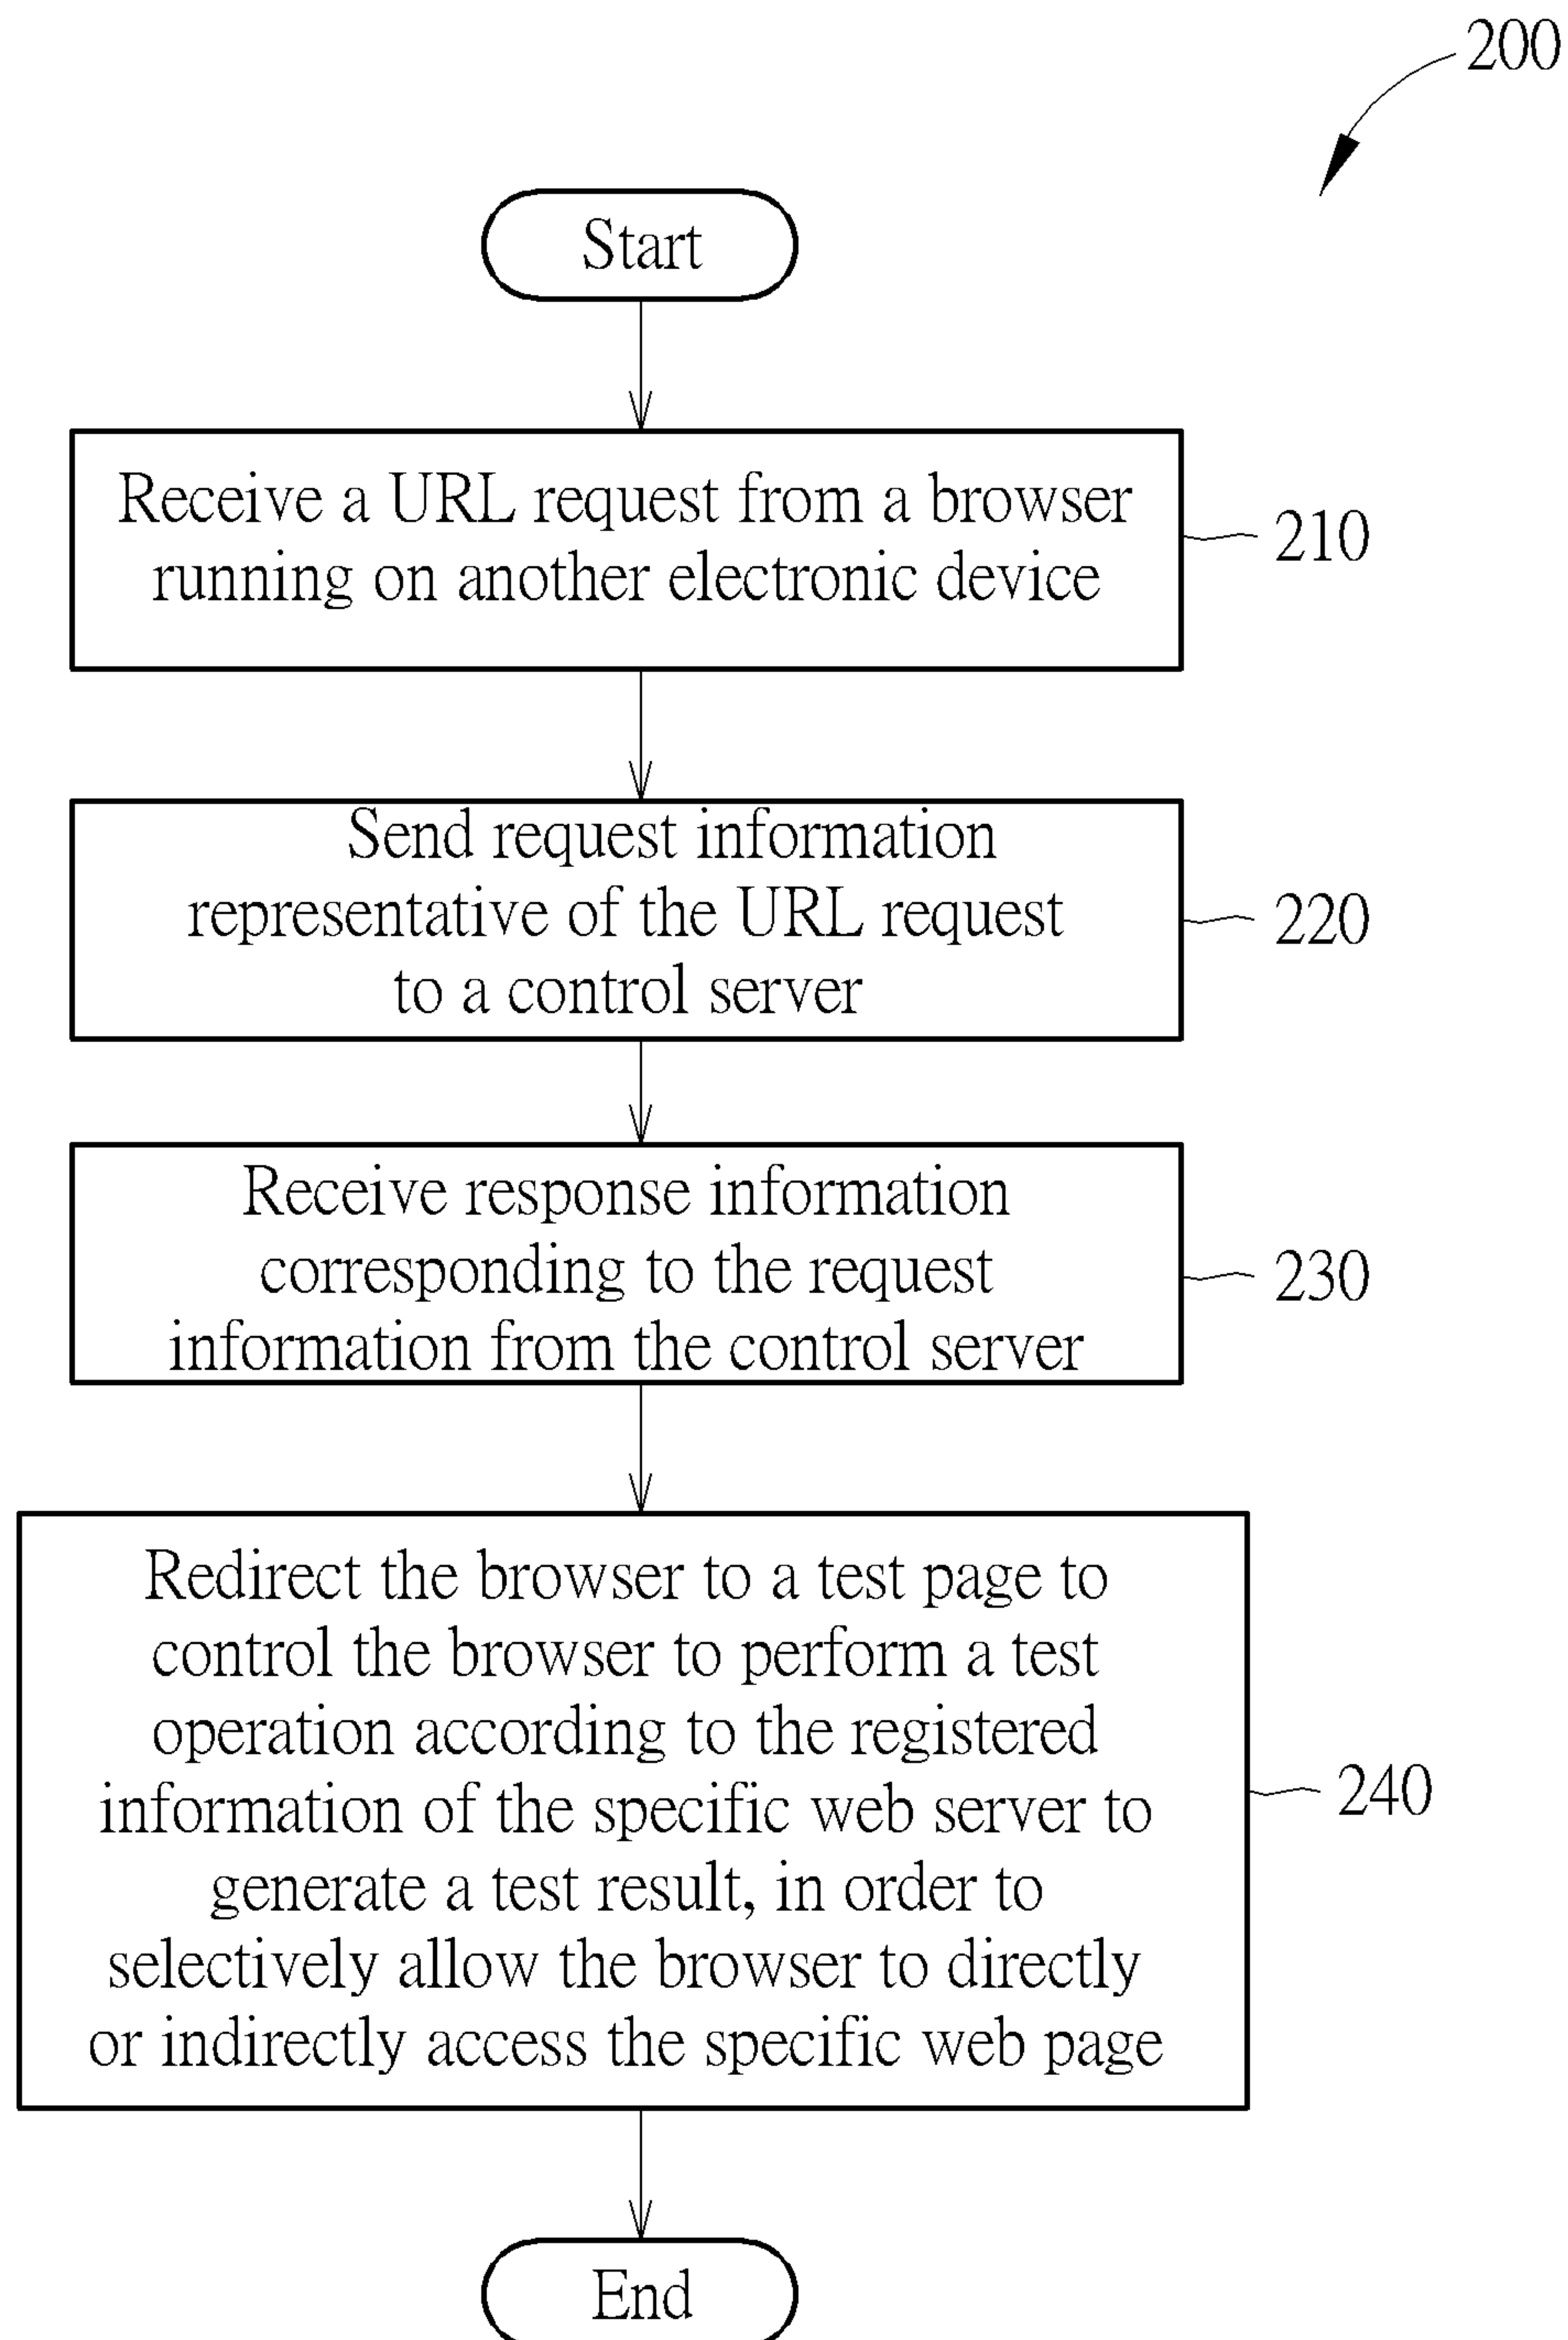 200
Start
Receive a URL request from a browser
running on another electronic device
210
Send request information
representative of the URL request
to a control server
220
Receive response information
corresponding to the request
information from the control server
230
Redirect the browser to a test page to
control the browser to perform a test
operation according to the registered
information of the specific web server to
generate a test result, in order to
selectively allow the browser to directly
or indirectly access the specific web page
240
End